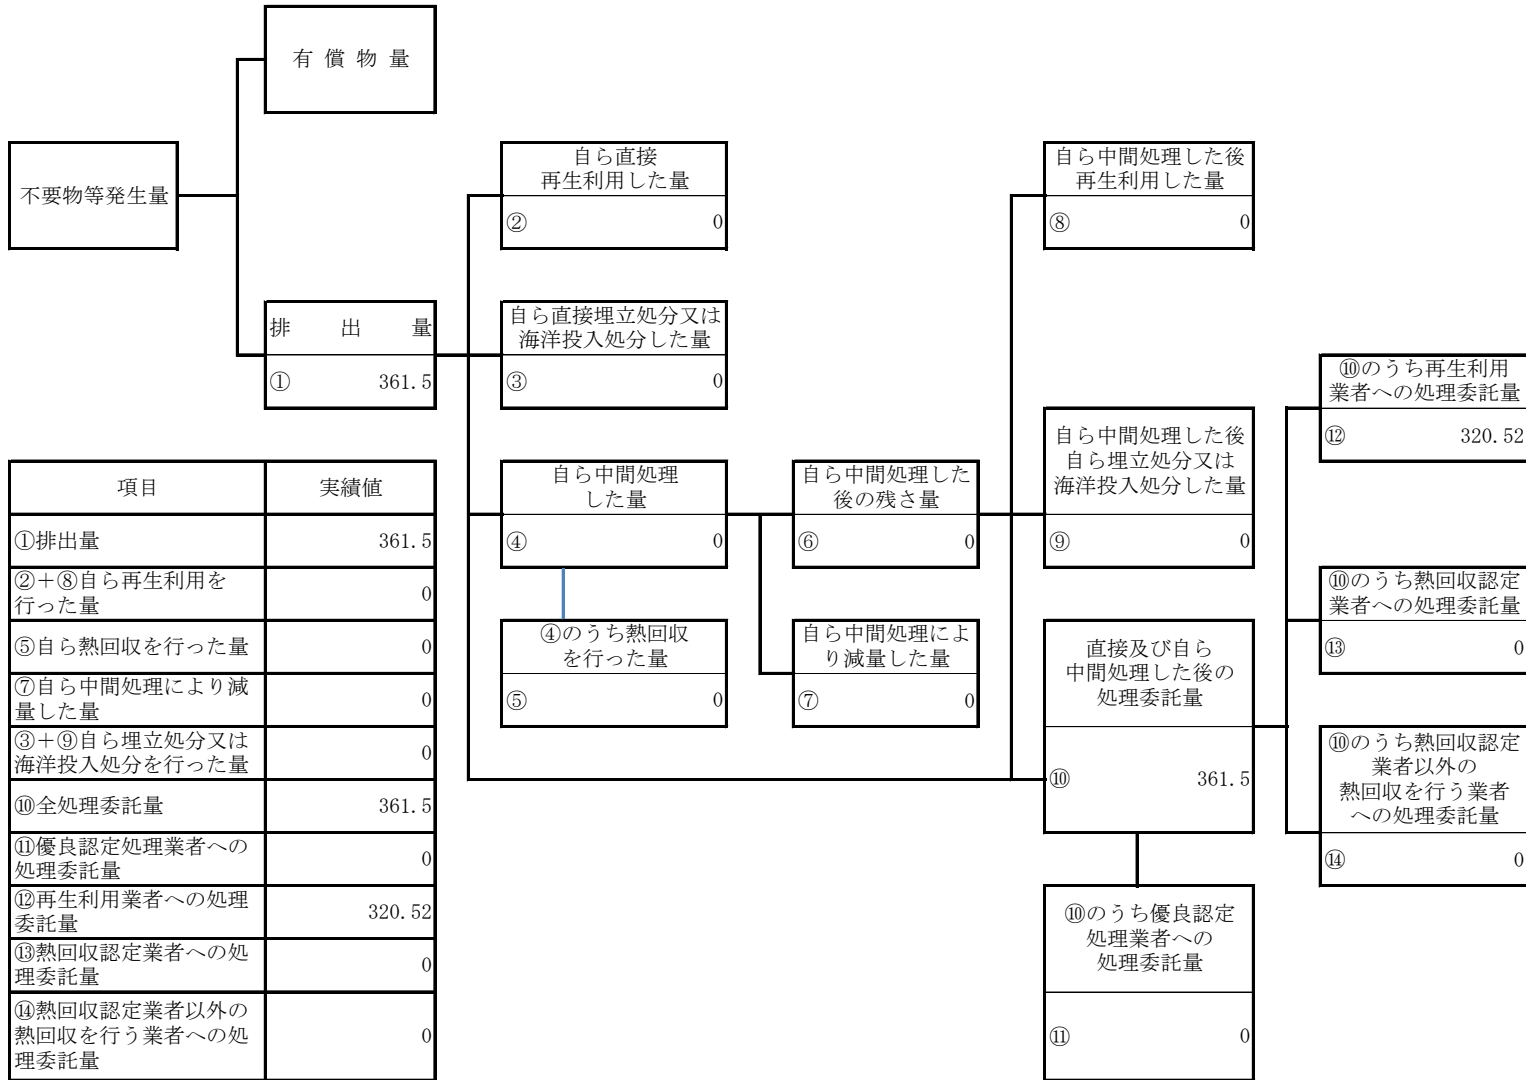 有 償 物 量
不要物等発生量
自ら直接
再生利用した量
② 0
自ら中間処理した後
再生利用した量
⑧ 0
排 出 量
① 361.5
自ら直接埋立処分又は
海洋投入処分した量
③ 0
⑩のうち再生利用
業者への処理委託量
⑫ 320.52
自ら中間処理
した量
④ 0
自ら中間処理した
後の残さ量
⑥ 0
自ら中間処理した後
自ら埋立処分又は
海洋投入処分した量
⑨ 0
④のうち熱回収
を行った量
⑤ 0
自ら中間処理によ
り減量した量
⑦ 0
直接及び自ら
中間処理した後の
処理委託量
⑩ 361.5
⑩のうち熱回収認定
業者への処理委託量
⑬ 0
⑩のうち熱回収認定
業者以外の
熱回収を行う業者
への処理委託量
⑭ 0
⑩のうち優良認定
処理業者への
処理委託量
⑪ 0
項目 実績値
①排出量 361.5
②＋⑧自ら再生利用を
行った量 0
⑤自ら熱回収を行った量 0
⑦自ら中間処理により減
量した量 0
③＋⑨自ら埋立処分又は
海洋投入処分を行った量 0
⑩全処理委託量 361.5
⑪優良認定処理業者への
処理委託量 0
⑫再生利用業者への処理
委託量 320.52
⑬熱回収認定業者への処
理委託量 0
⑭熱回収認定業者以外の
熱回収を行う業者への処
理委託量 0